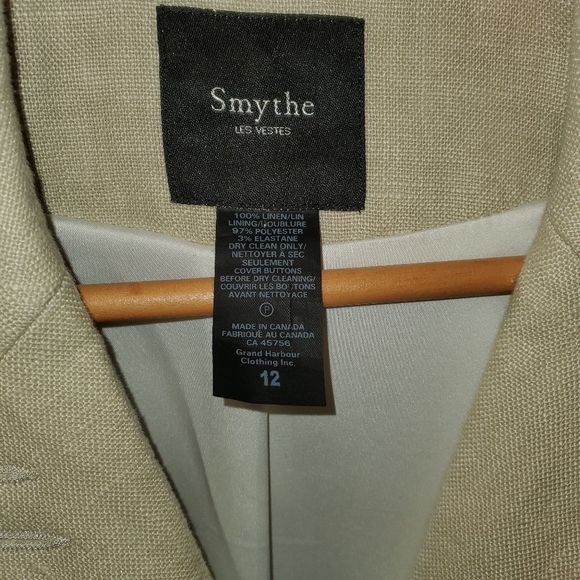 Smythe
LES VESTES
100% LINEN/LIN
LINING/DOUBLURE
97% POLYESTER
3% ELASTANE
DRY CLEAN ONLY/
NETTOYER A SEC
SEULEMENT
COVER BUTTONS
BEFORE DRY CLEANING/
COUVRIR LES BOUTONS
AVANT NETTOYAGE
P
MADE IN CANADA
FABRIQUE AU CANADA
CA 45756
Grand Harbour
Clothing Inc.
12